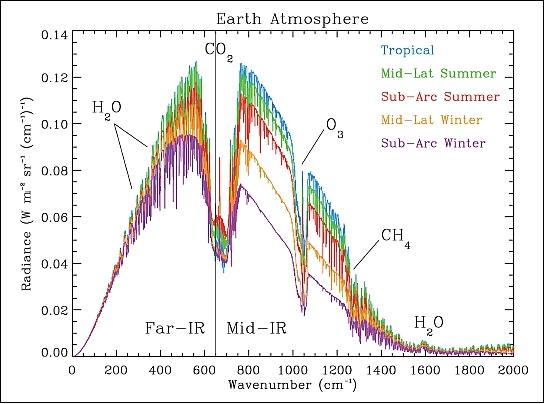 Earth Atmosphere
0.14
0.12
0.10
0.08
0.06
0.04
0.02
0.00
Radiance (W m⁻² sr⁻¹ (cm⁻¹)⁻¹)
CO₂
Tropical
Mid-Lat Summer
Sub-Arc Summer
Mid-Lat Winter
Sub-Arc Winter
H₂O
O₃
CH₄
H₂O
Far-IR
Mid-IR
0 200 400 600 800 1000 1200 1400 1600 1800 2000
Wavenumber (cm⁻¹)